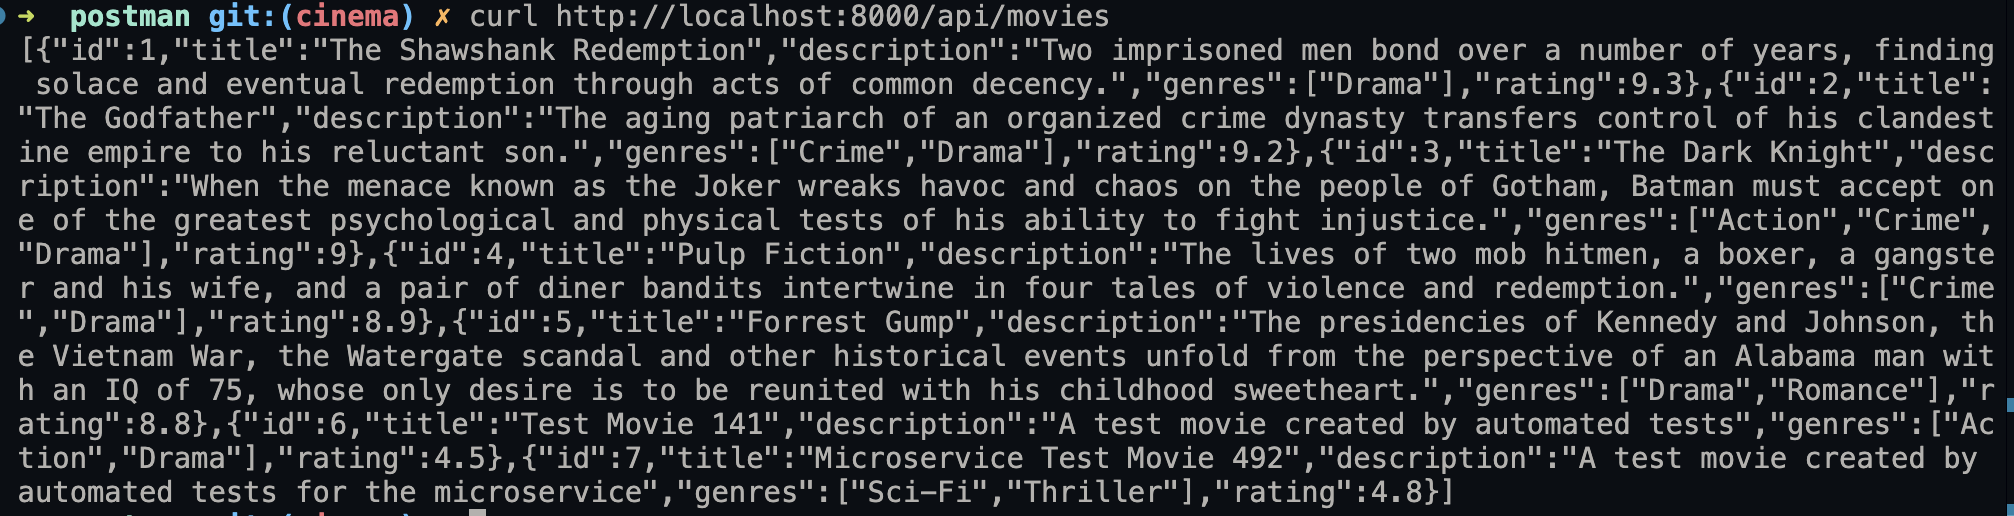 ➜  postman git:(cinema) ✗ curl http://localhost:8000/api/movies
[{"id":1,"title":"The Shawshank Redemption","description":"Two imprisoned men bond over a number of years, finding
 solace and eventual redemption through acts of common decency.","genres":["Drama"],"rating":9.3},{"id":2,"title":
"The Godfather","description":"The aging patriarch of an organized crime dynasty transfers control of his clandest
ine empire to his reluctant son.","genres":["Crime","Drama"],"rating":9.2},{"id":3,"title":"The Dark Knight","desc
ription":"When the menace known as the Joker wreaks havoc and chaos on the people of Gotham, Batman must accept on
e of the greatest psychological and physical tests of his ability to fight injustice.","genres":["Action","Crime",
"Drama"],"rating":9},{"id":4,"title":"Pulp Fiction","description":"The lives of two mob hitmen, a boxer, a gangste
r and his wife, and a pair of diner bandits intertwine in four tales of violence and redemption.","genres":["Crime
","Drama"],"rating":8.9},{"id":5,"title":"Forrest Gump","description":"The presidencies of Kennedy and Johnson, th
e Vietnam War, the Watergate scandal and other historical events unfold from the perspective of an Alabama man wit
h an IQ of 75, whose only desire is to be reunited with his childhood sweetheart.","genres":["Drama","Romance"],"r
ating":8.8},{"id":6,"title":"Test Movie 141","description":"A test movie created by automated tests","genres":["Ac
tion","Drama"],"rating":4.5},{"id":7,"title":"Microservice Test Movie 492","description":"A test movie created by 
automated tests for the microservice","genres":["Sci-Fi","Thriller"],"rating":4.8}]